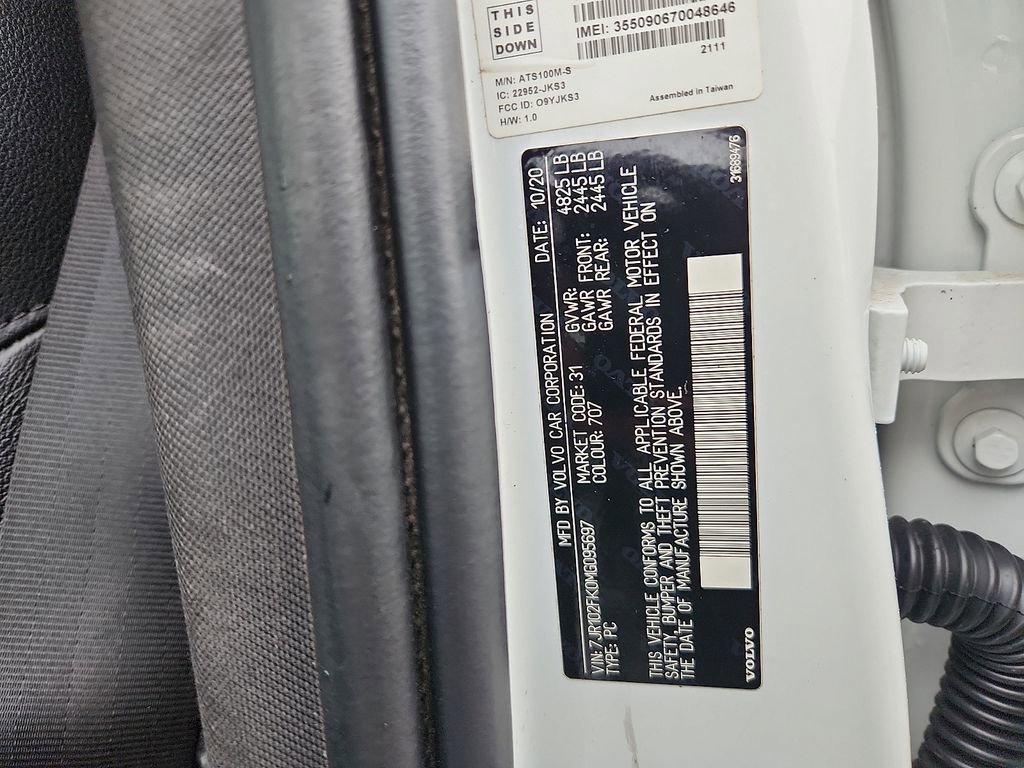 THIS
SIDE
DOWN
IMEI: 355090670048646
2111
M/N: ATS100M-S
IC: 22952-JKS3
FCC ID: O9YJKS3
H/W: 1.0
Assembled in Taiwan
MFD BY VOLVO CAR CORPORATION DATE: 10/20
VIN: 7JR102FK0MG095697 MARKET CODE: 31 GVWR: 4825 LB
TYPE: PC COLOUR: 707 GAWR FRONT: 2445 LB
GAWR REAR: 2445 LB
THIS VEHICLE CONFORMS TO ALL APPLICABLE FEDERAL MOTOR VEHICLE
SAFETY, BUMPER AND THEFT PREVENTION STANDARDS IN EFFECT ON
THE DATE OF MANUFACTURE SHOWN ABOVE.
VOLVO
31689476